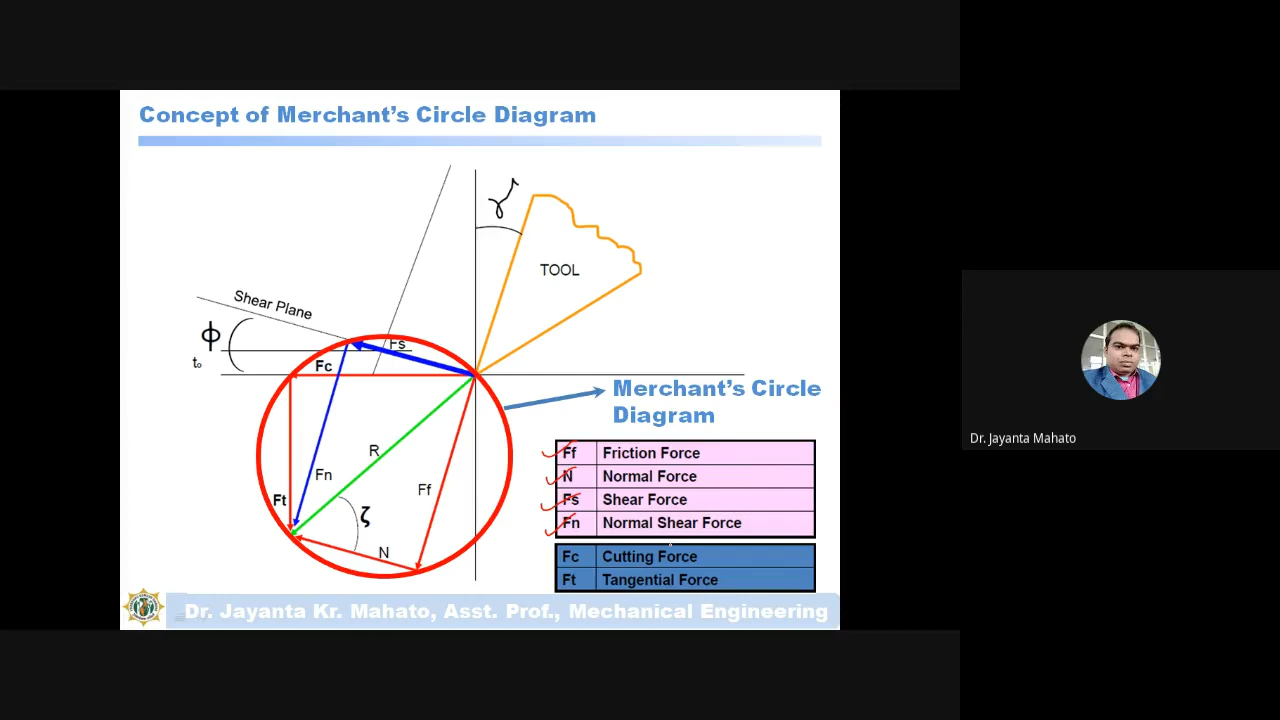 Concept of Merchant's Circle Diagram
γ
TOOL
Shear Plane
ϕ
to
Fs
Fc
R
Fn
Ff
Ft
ζ
N
Merchant's Circle
Diagram
Ff Friction Force
N Normal Force
Fs Shear Force
Fn Normal Shear Force
Fc Cutting Force
Ft Tangential Force
Dr. Jayanta Kr. Mahato, Asst. Prof., Mechanical Engineering
Dr. Jayanta Mahato